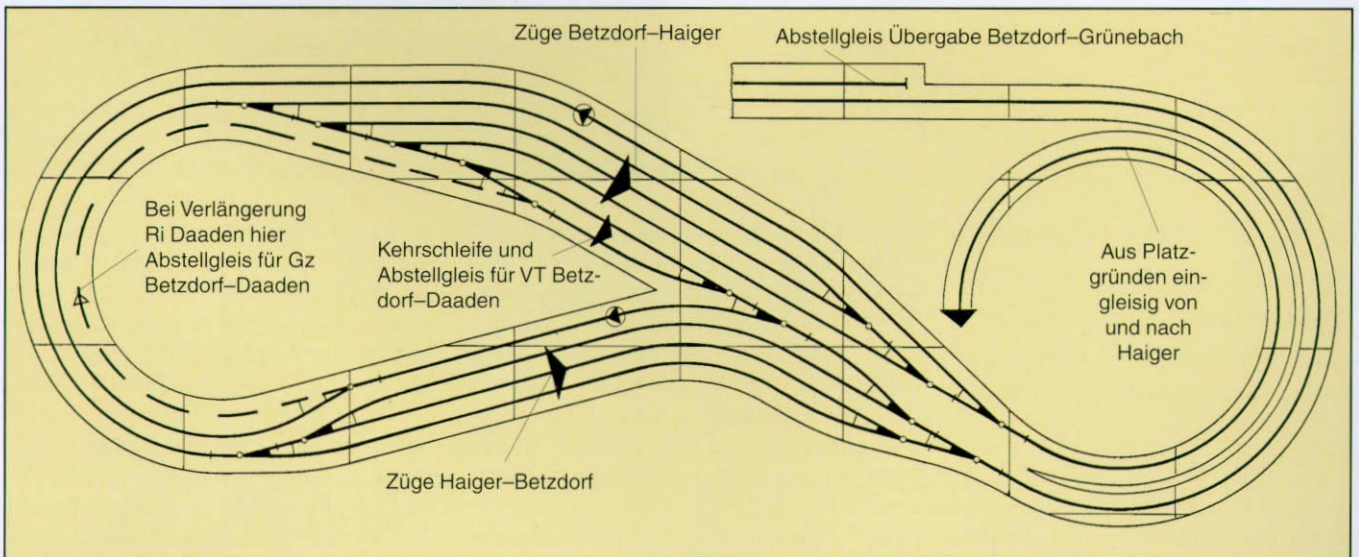 Züge Betzdorf–Haiger
Abstellgleis Übergabe Betzdorf–Grünebach
Bei Verlängerung
Ri Daaden hier
Abstellgleis für Gz
Betzdorf–Daaden
Kehrschleife und
Abstellgleis für VT Betz-
dorf–Daaden
Aus Platz-
gründen ein-
gleisig von
und nach
Haiger
Züge Haiger–Betzdorf